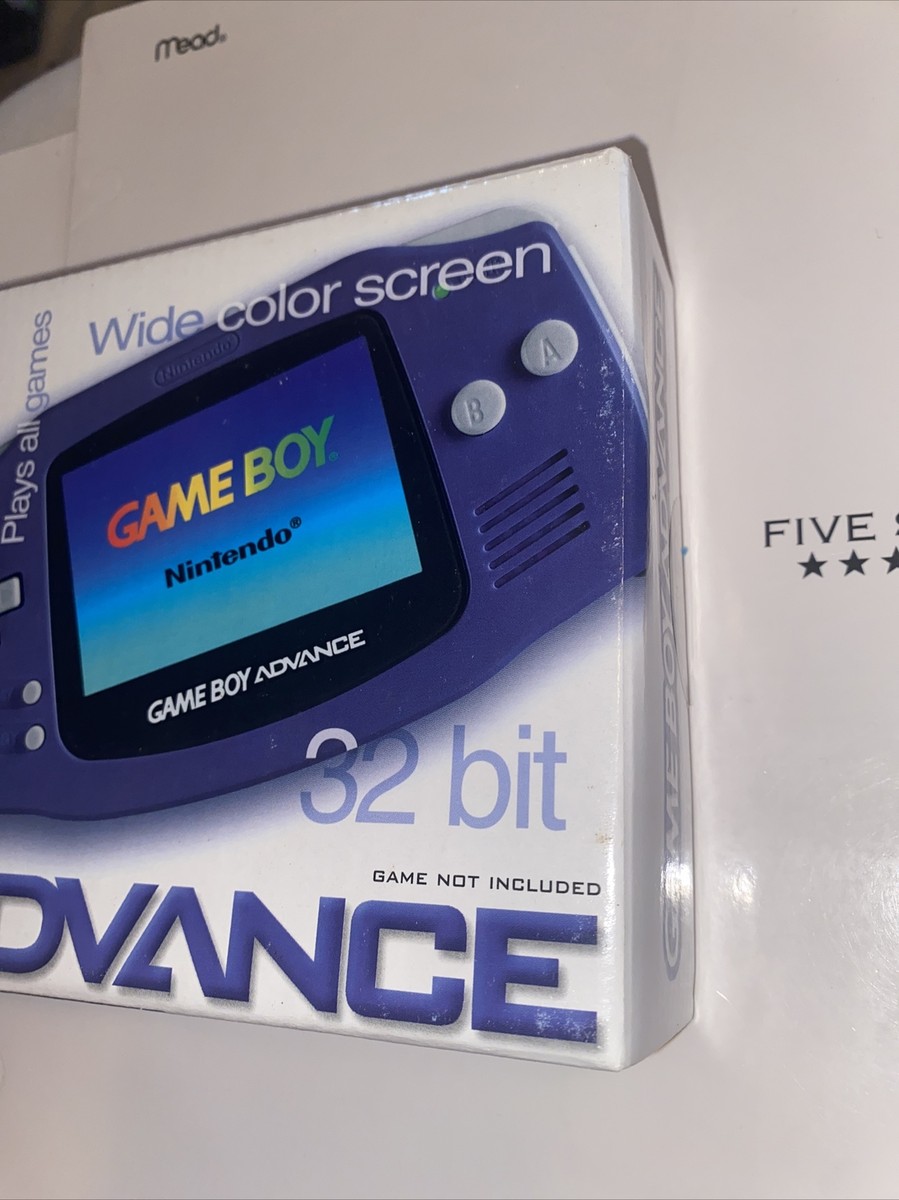 Mead®
Plays all games
Wide color screen
Nintendo
A
B
GAME BOY®
Nintendo®
GAME BOY ADVANCE
32 bit
GAME NOT INCLUDED
DVANCE
GAME BOY ADVANCE
FIVE S